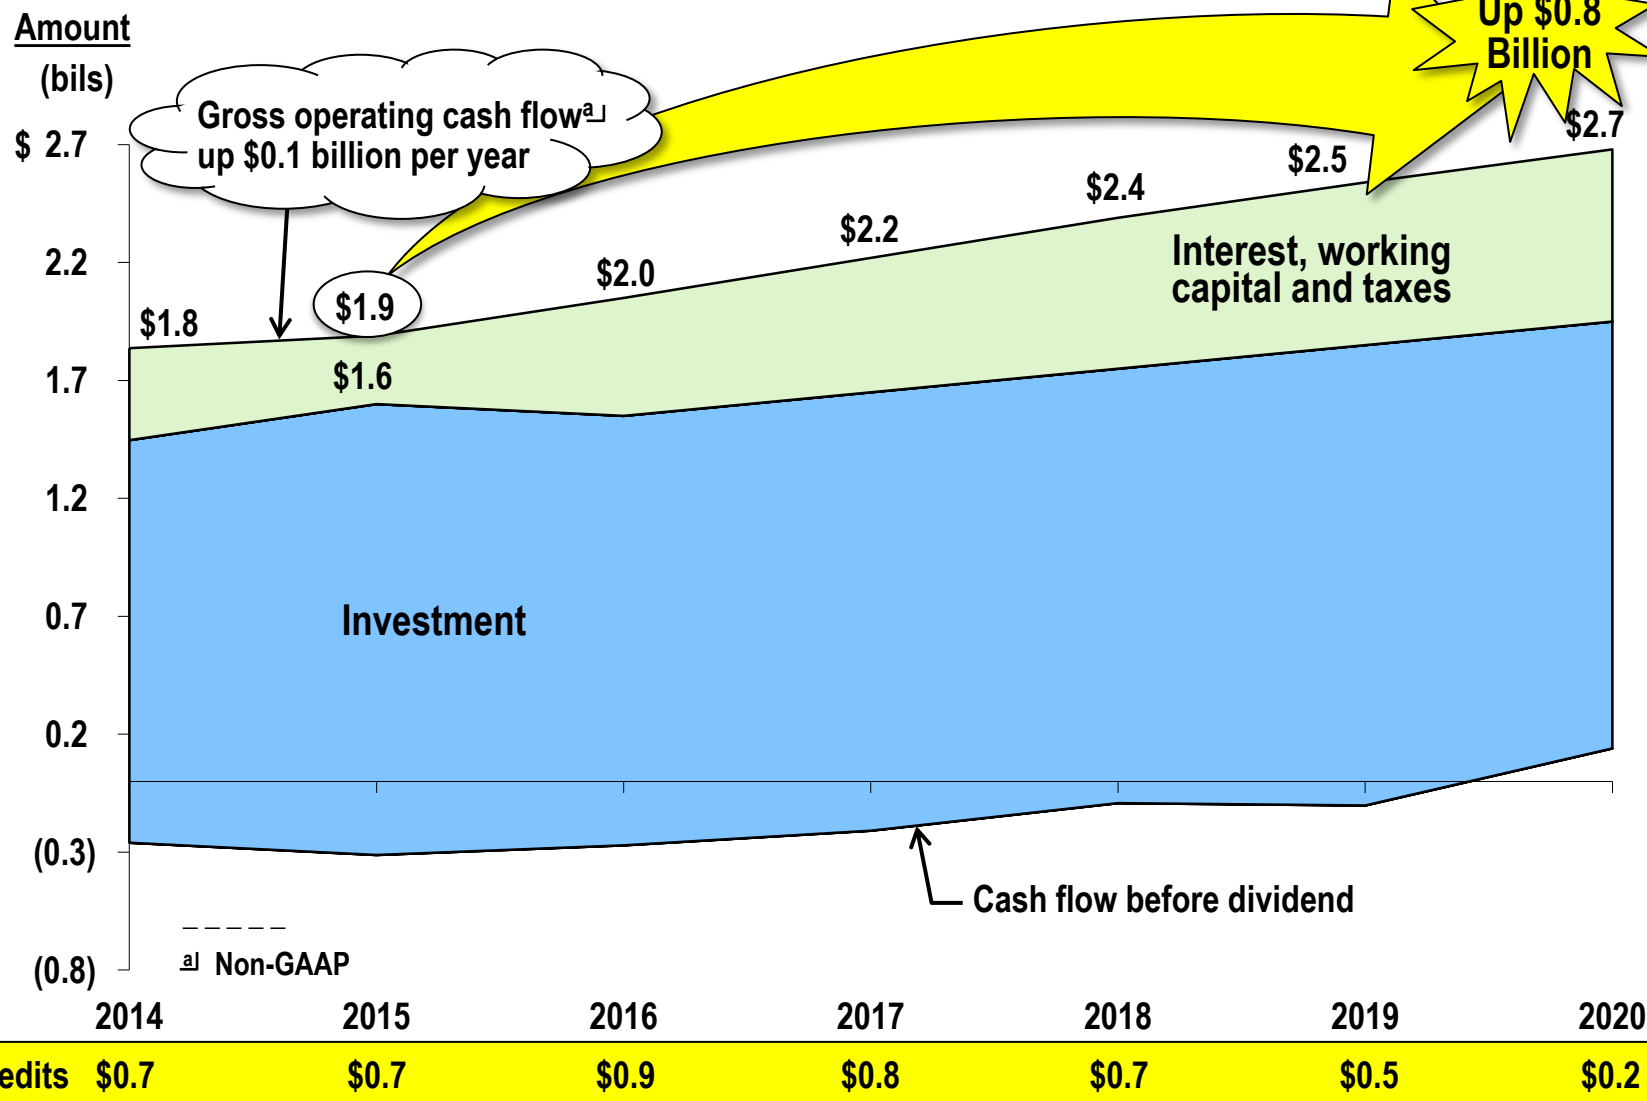 Amount
(bils)
Up $0.8
Billion
Gross operating cash flow a
up $0.1 billion per year
$ 2.7
2.2
1.7
1.2
0.7
0.2
(0.3)
(0.8)
$1.8
$1.9
$2.0
$2.2
$2.4
$2.5
$2.7
$1.6
Interest, working
capital and taxes
Investment
Cash flow before dividend
a Non-GAAP
2014 2015 2016 2017 2018 2019 2020
$0.7 $0.7 $0.9 $0.8 $0.7 $0.5 $0.2